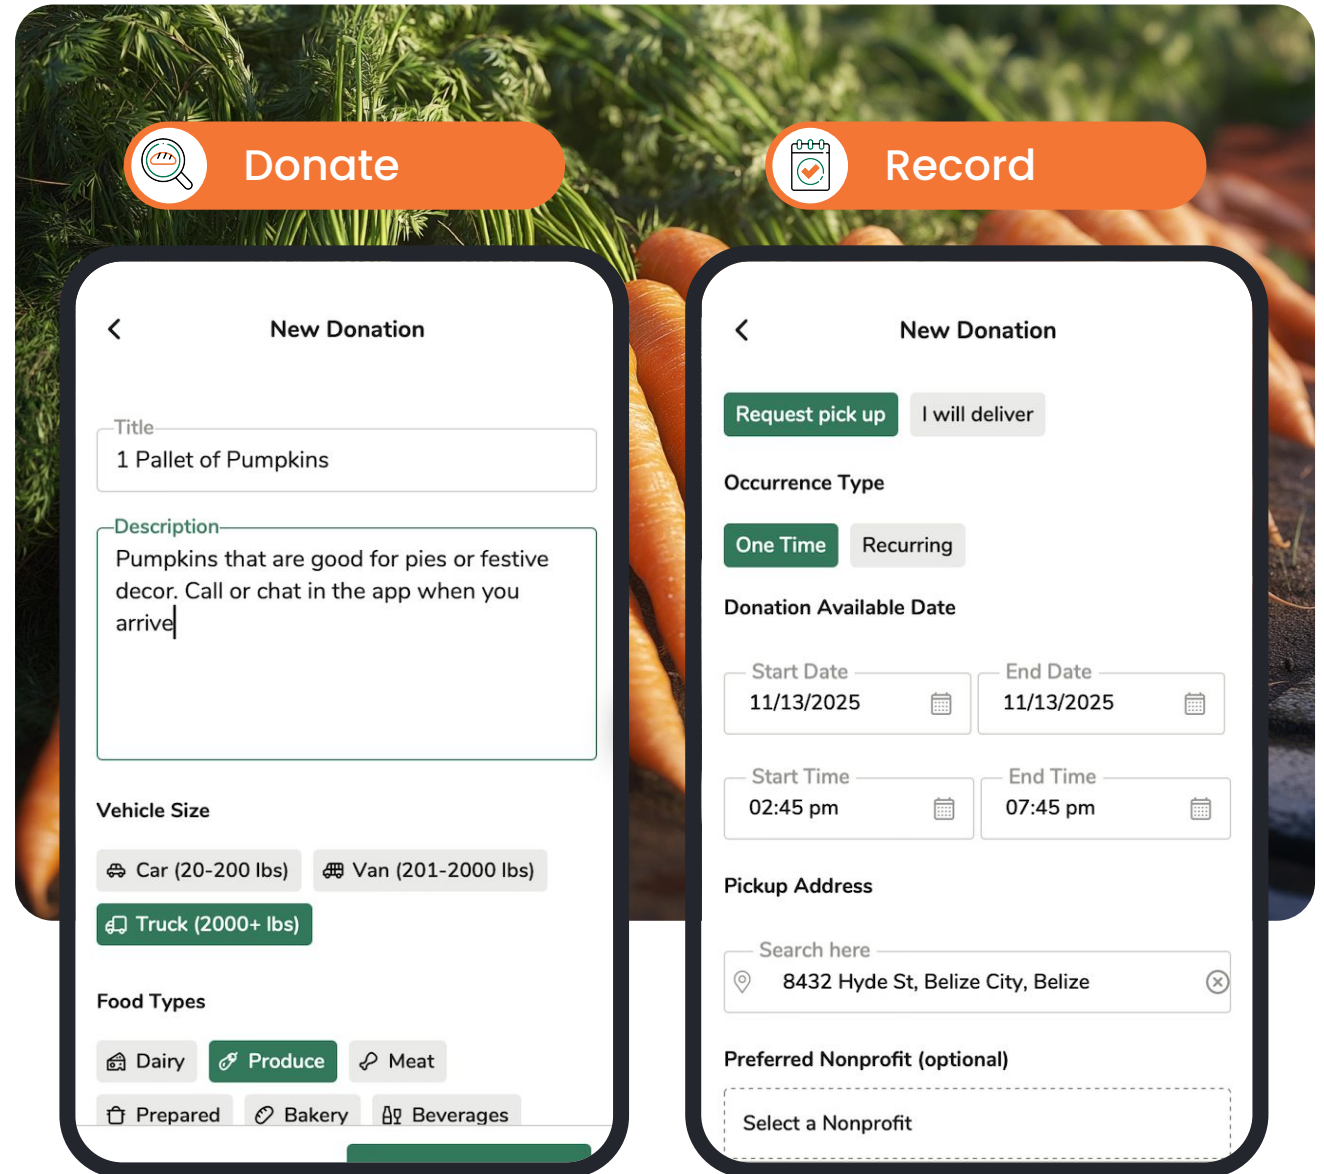 Donate
New Donation
Title
1 Pallet of Pumpkins
Description
Pumpkins that are good for pies or festive
decor. Call or chat in the app when you
arrive
Vehicle Size
Car (20-200 lbs)
Van (201-2000 lbs)
Truck (2000+ lbs)
Food Types
Dairy
Produce
Meat
Prepared
Bakery
Beverages
Record
New Donation
Request pick up
I will deliver
Occurrence Type
One Time
Recurring
Donation Available Date
Start Date
11/13/2025
End Date
11/13/2025
Start Time
02:45 pm
End Time
07:45 pm
Pickup Address
Search here
8432 Hyde St, Belize City, Belize
Preferred Nonprofit (optional)
Select a Nonprofit